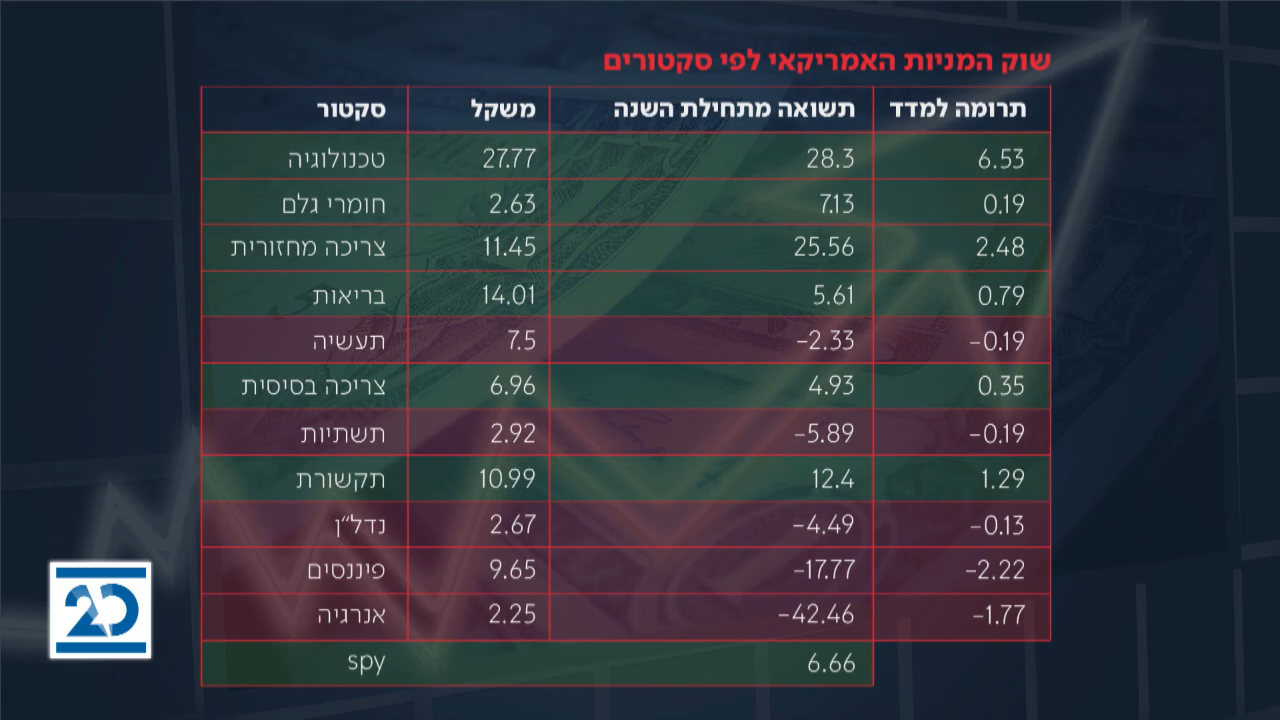 שוק המניות האמריקאי לפי סקטורים
תרומה למדד תשואה מתחילת השנה משקל סקטור
6.53 28.3 27.77 טכנולוגיה
0.19 7.13 2.63 חומרי גלם
2.48 25.56 11.45 צריכה מחזורית
0.79 5.61 14.01 בריאות
-0.19 -2.33 7.5 תעשיה
0.35 4.93 6.96 צריכה בסיסית
-0.19 -5.89 2.92 תשתיות
1.29 12.4 10.99 תקשורת
-0.13 -4.49 2.67 נדל״ן
-2.22 -17.77 9.65 פיננסים
-1.77 -42.46 2.25 אנרגיה
6.66 spy
20